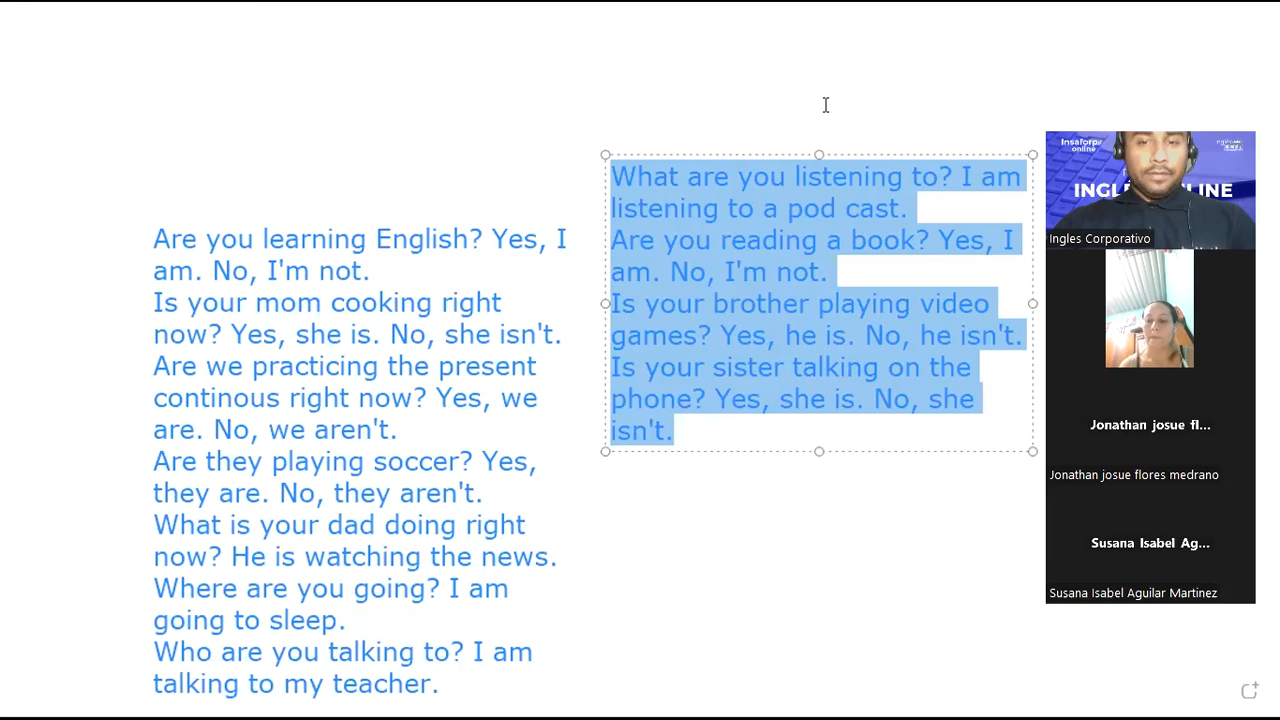 Are you learning English? Yes, I
am. No, I'm not.
Is your mom cooking right
now? Yes, she is. No, she isn't.
Are we practicing the present
continous right now? Yes, we
are. No, we aren't.
Are they playing soccer? Yes,
they are. No, they aren't.
What is your dad doing right
now? He is watching the news.
Where are you going? I am
going to sleep.
Who are you talking to? I am
talking to my teacher.
What are you listening to? I am
listening to a pod cast.
Are you reading a book? Yes, I
am. No, I'm not.
Is your brother playing video
games? Yes, he is. No, he isn't.
Is your sister talking on the
phone? Yes, she is. No, she
isn't.
Insaforp
online
Ingles Corporativo
Jonathan josue fl...
Jonathan josue flores medrano
Susana Isabel Ag...
Susana Isabel Aguilar Martinez